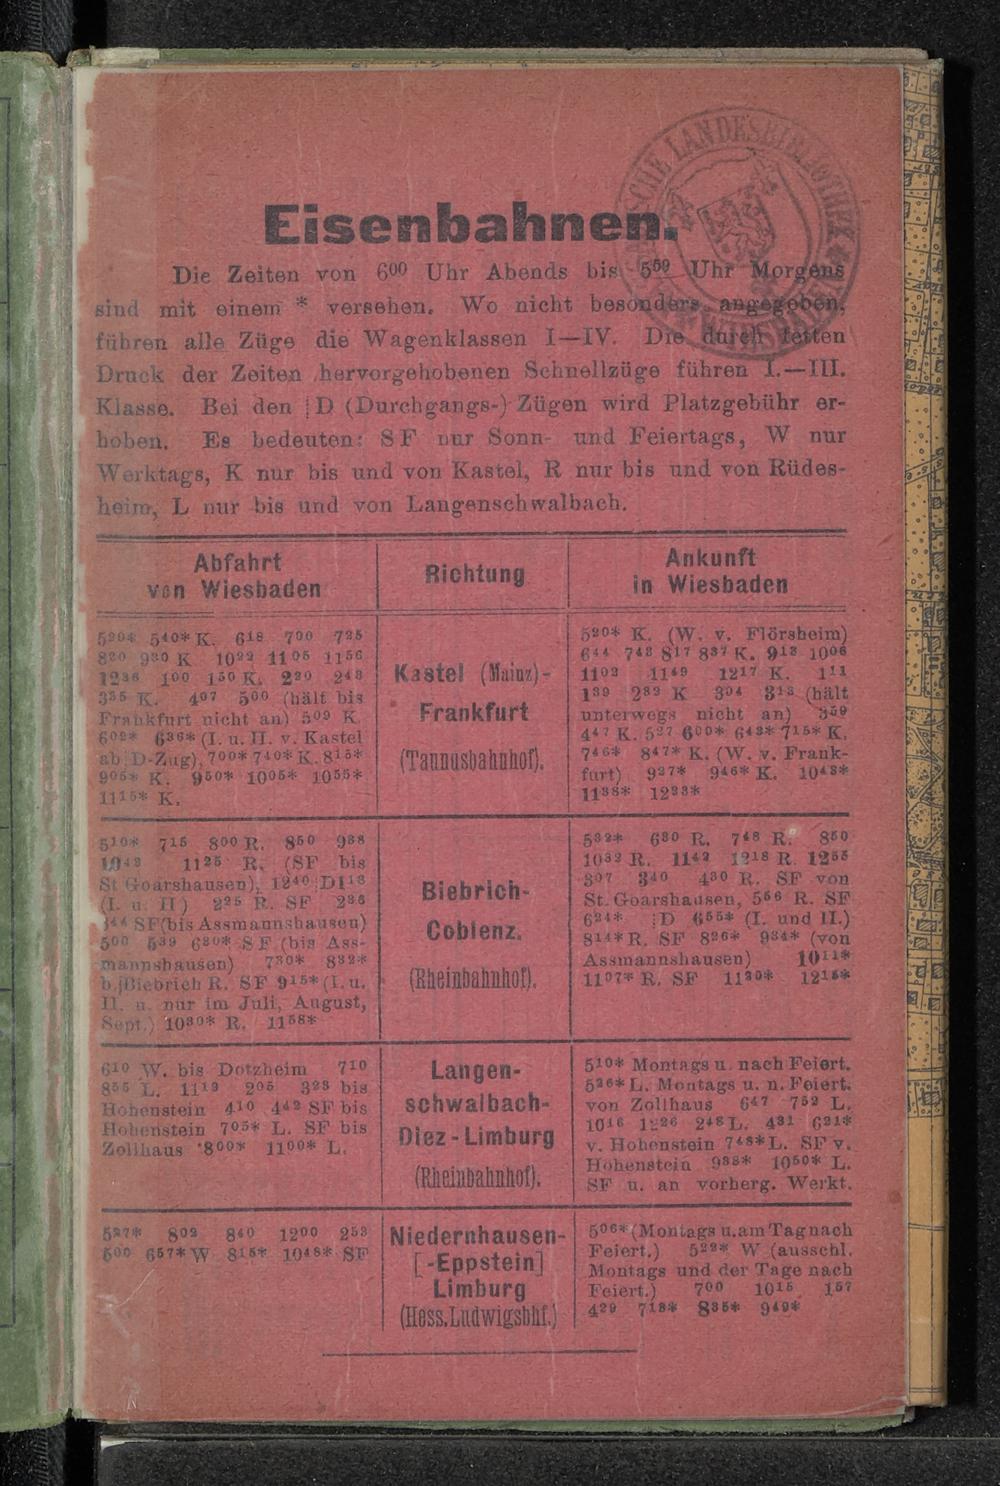 Eisenbahnen.
Die Zeiten von 6⁰⁰ Uhr Abends bis 5⁵⁹ Uhr Morgens
sind mit einem * versehen. Wo nicht besonders angegeben,
führen alle Züge die Wagenklassen I—IV. Die durch fetten
Druck der Zeiten hervorgehobenen Schnellzüge führen I.—III.
Klasse. Bei den D (Durchgangs-) Zügen wird Platzgebühr er-
hoben. Es bedeuten: SF nur Sonn- und Feiertags, W nur
Werktags, K nur bis und von Kastel, R nur bis und von Rüdes-
heim, L nur bis und von Langenschwalbach.
Abfahrt
von Wiesbaden
Richtung
Ankunft
in Wiesbaden
5²⁰* 5⁴⁰* K. 6¹⁸ 7⁰⁰ 7²⁵
8²⁰ 9³⁰ K 10²² 11⁰⁵ 11⁵⁶
12³⁶ 1⁰⁰ 1⁵⁰ K. 2²⁰ 2⁴³
3³⁵ K. 4⁰⁷ 5⁰⁰ (hält bis
Frankfurt nicht an) 5⁰⁹ K.
6⁰²* 6³⁶* (I. u. II. v. Kastel
ab D-Zug), 7⁰⁰* 7⁴⁰* K. 8¹⁵*
9⁰⁵* K. 9⁵⁰* 10⁰⁵* 10⁵⁵*
11¹⁵* K.
Kastel (Mainz)-
Frankfurt
(Taunusbahnhof).
5²⁰* K. (W. v. Flörsheim)
6⁴⁴ 7⁴³ 8¹⁷ 8³⁷ K. 9¹³ 10⁰⁶
11⁰² 11⁴⁹ 12¹⁷ K. 1¹¹
1³⁹ 2³² K 3⁰⁴ 3¹³ (hält
unterwegs nicht an) 3⁵⁹
4⁴⁷ K. 5²⁷ 6⁰⁰* 6⁴³* 7¹⁵* K.
7⁴⁶* 8⁴⁷* K. (W. v. Frank-
furt) 9²⁷* 9⁴⁶* K. 10⁴³*
11³⁸* 12²³*
5¹⁰* 7¹⁵ 8⁰⁰ R. 8⁵⁰ 9³⁸
10⁴³ 11²⁵ R. (SF bis
St Goarshausen), 12⁴⁰ D1¹³
(I. u. II) 2²⁵ R. SF 2³⁶
SF (bis Assmannshausen)
5⁰⁰ 5³⁹ 6²⁰* SF (bis Ass-
mannshausen) 7³⁰* 8³²*
b. Biebrich R. SF 9¹⁵* (I. u.
II. u. nur im Juli, August,
Sept.) 10³⁰* R. 11⁵⁸*
Biebrich-
Coblenz.
(Rheinbahnhof).
5³²* 6³⁰ R. 7⁴⁸ R. 8⁵⁰
10³² R. 11⁴² 12¹⁸ R. 12⁵⁵
3⁰⁷ 3⁴⁰ 4³⁰ R. SF von
St. Goarshausen, 5⁵⁶ R. SF
6²⁴* D 6⁵⁵* (I. und II.)
8¹⁴* R. SF 8²⁶* 9³⁴* (von
Assmannshausen) 10¹¹*
11⁰⁷* R. SF 11³⁰* 12¹⁵*
6¹⁰ W. bis Dotzheim 7¹⁰
8⁵⁵ L. 11¹³ 2⁰⁵ 3²³ bis
Hohenstein 4¹⁰ 4⁴² SF bis
Hohenstein 7⁰⁵* L. SF bis
Zollhaus 8⁰⁰* 11⁰⁰* L.
Langen-
schwalbach-
Diez-Limburg
(Rheinbahnhof).
5¹⁰* Montags u. nach Feiert.
5²⁶* L. Montags u. n. Feiert.
von Zollhaus 6⁴⁷ 7⁵² L.
10¹⁶ 12²⁶ 2⁴⁸ L. 4³¹ 6²¹*
v. Hohenstein 7⁴⁸* L. SF v.
Hohenstein 9³⁸* 10⁵⁰* L.
SF u. an vorherg. Werkt.
5²⁷* 8⁰² 8⁴⁰ 12⁰⁰ 2⁵³
5⁰⁰ 6⁵⁷* W 8¹⁵* 10⁴⁸* SF
Niedernhausen-
[-Eppstein]
Limburg
(Hess. Ludwigsbhf.)
5⁰⁶* (Montags u. am Tag nach
Feiert.) 5²²* W (ausschl.
Montags und der Tage nach
Feiert.) 7⁰⁰ 10¹⁵ 1⁵⁷
4²⁹ 7¹⁸* 8³⁵* 9⁴⁹*